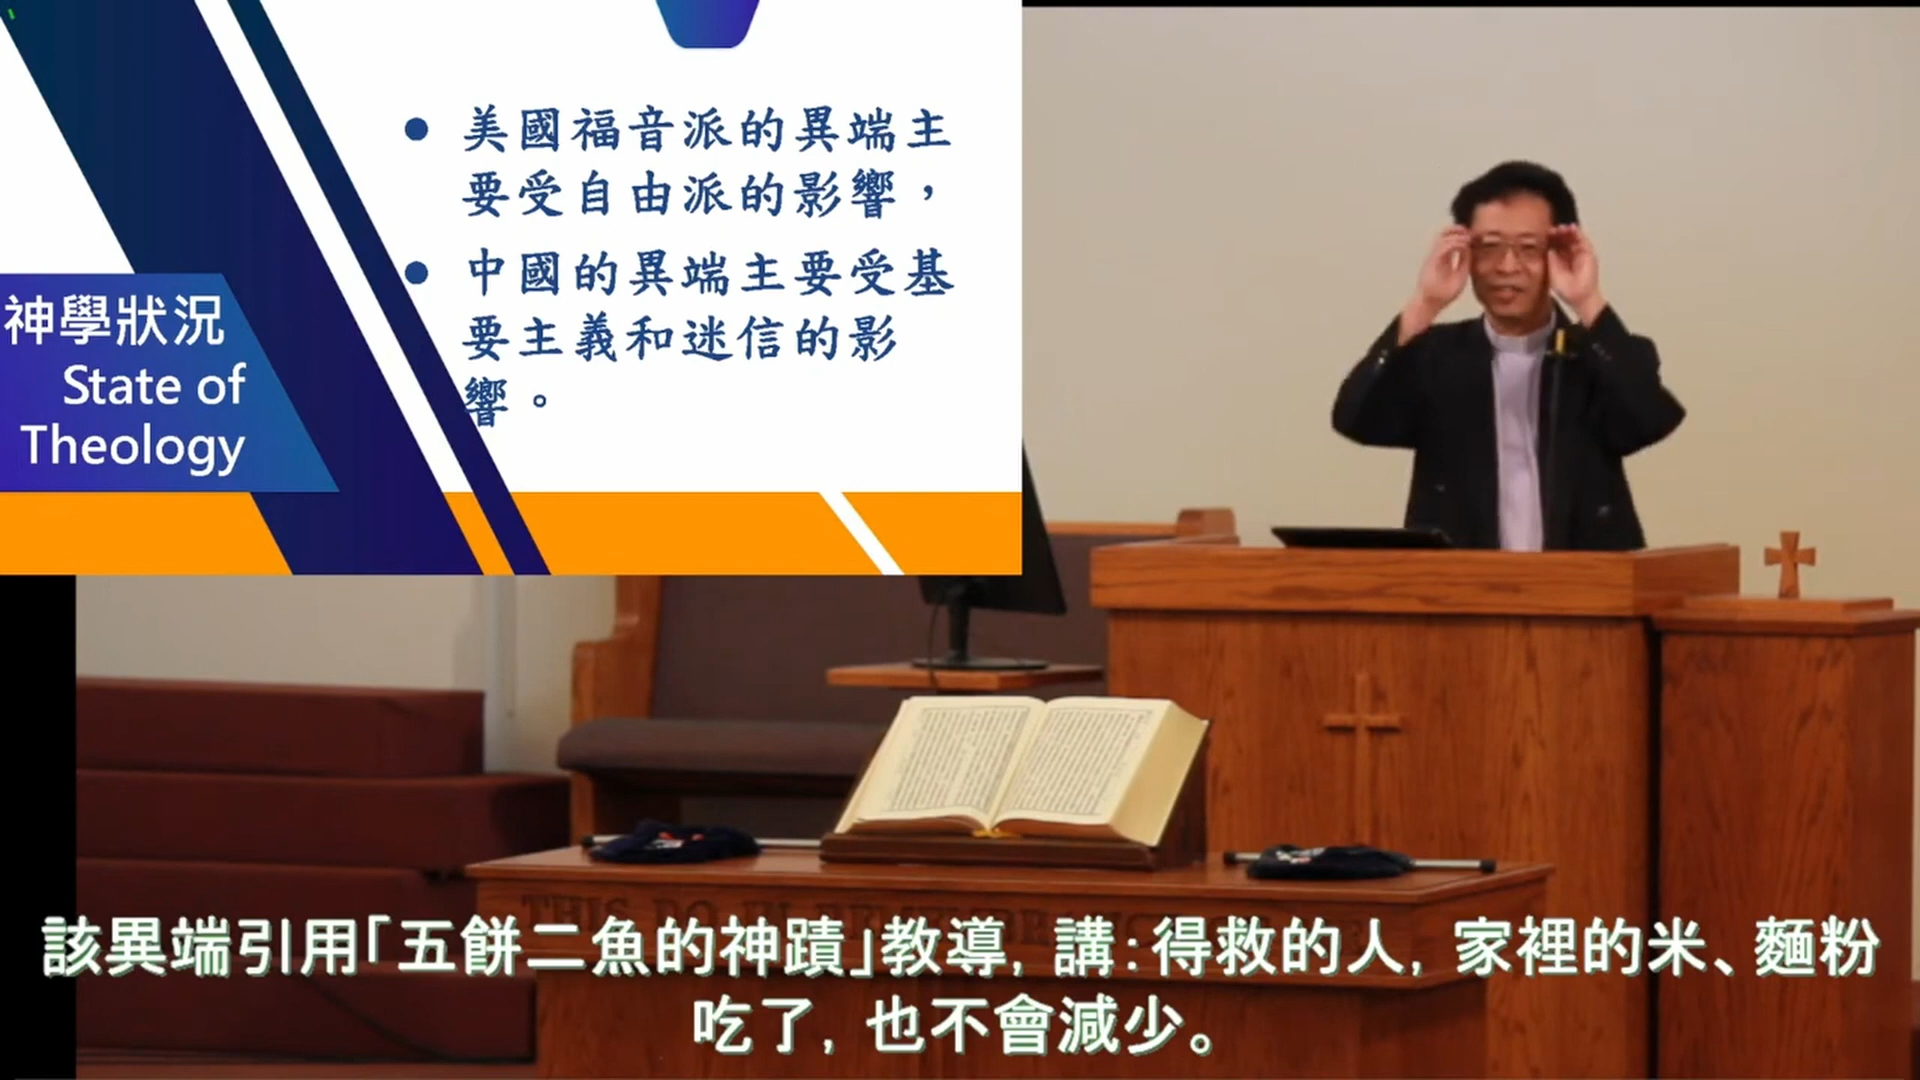 美國福音派的異端主
要受自由派的影響，
中國的異端主要受基
要主義和迷信的影
響。
神學狀況
State of
Theology
該異端引用「五餅二魚的神蹟」教導, 講: 得救的人, 家裡的米、麵粉
吃了, 也不會減少。